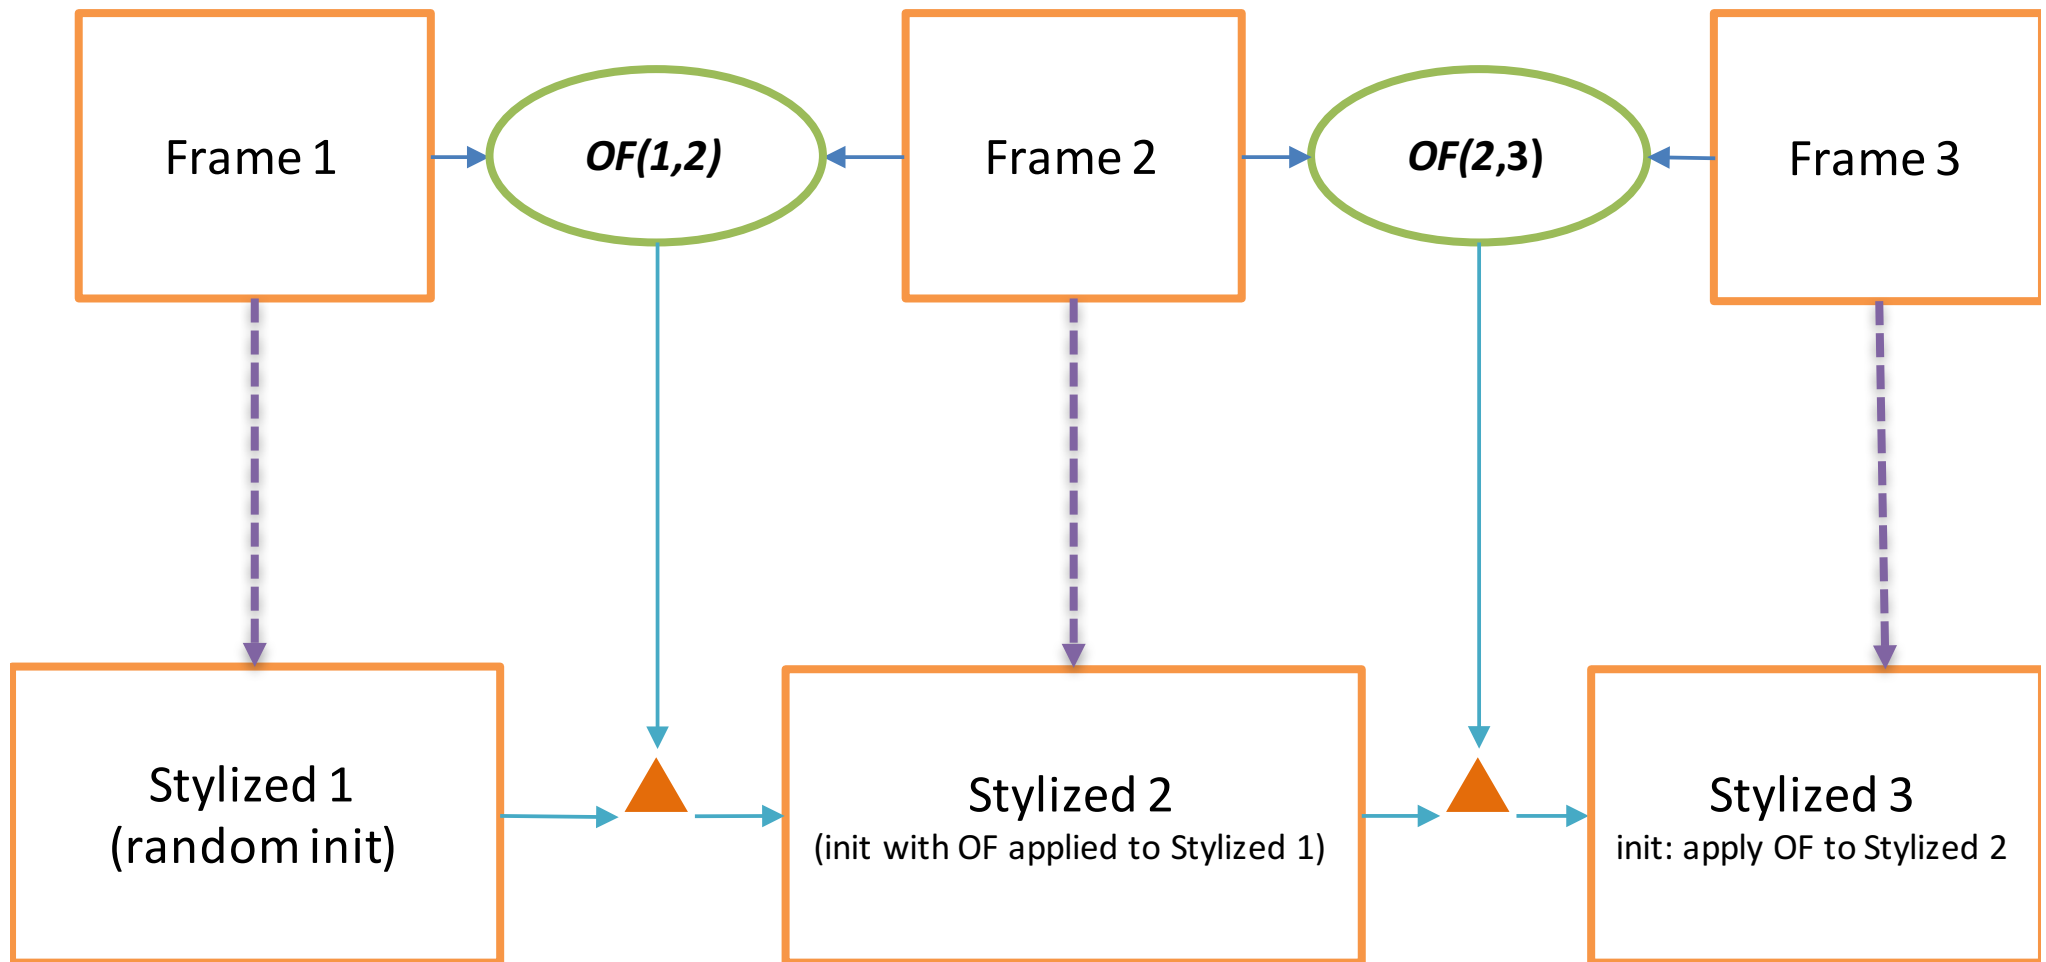 Frame 1
OF(1,2)
Frame 2
OF(2,3)
Frame 3
Stylized 1
(random init)
Stylized 2
(init with OF applied to Stylized 1)
Stylized 3
init: apply OF to Stylized 2